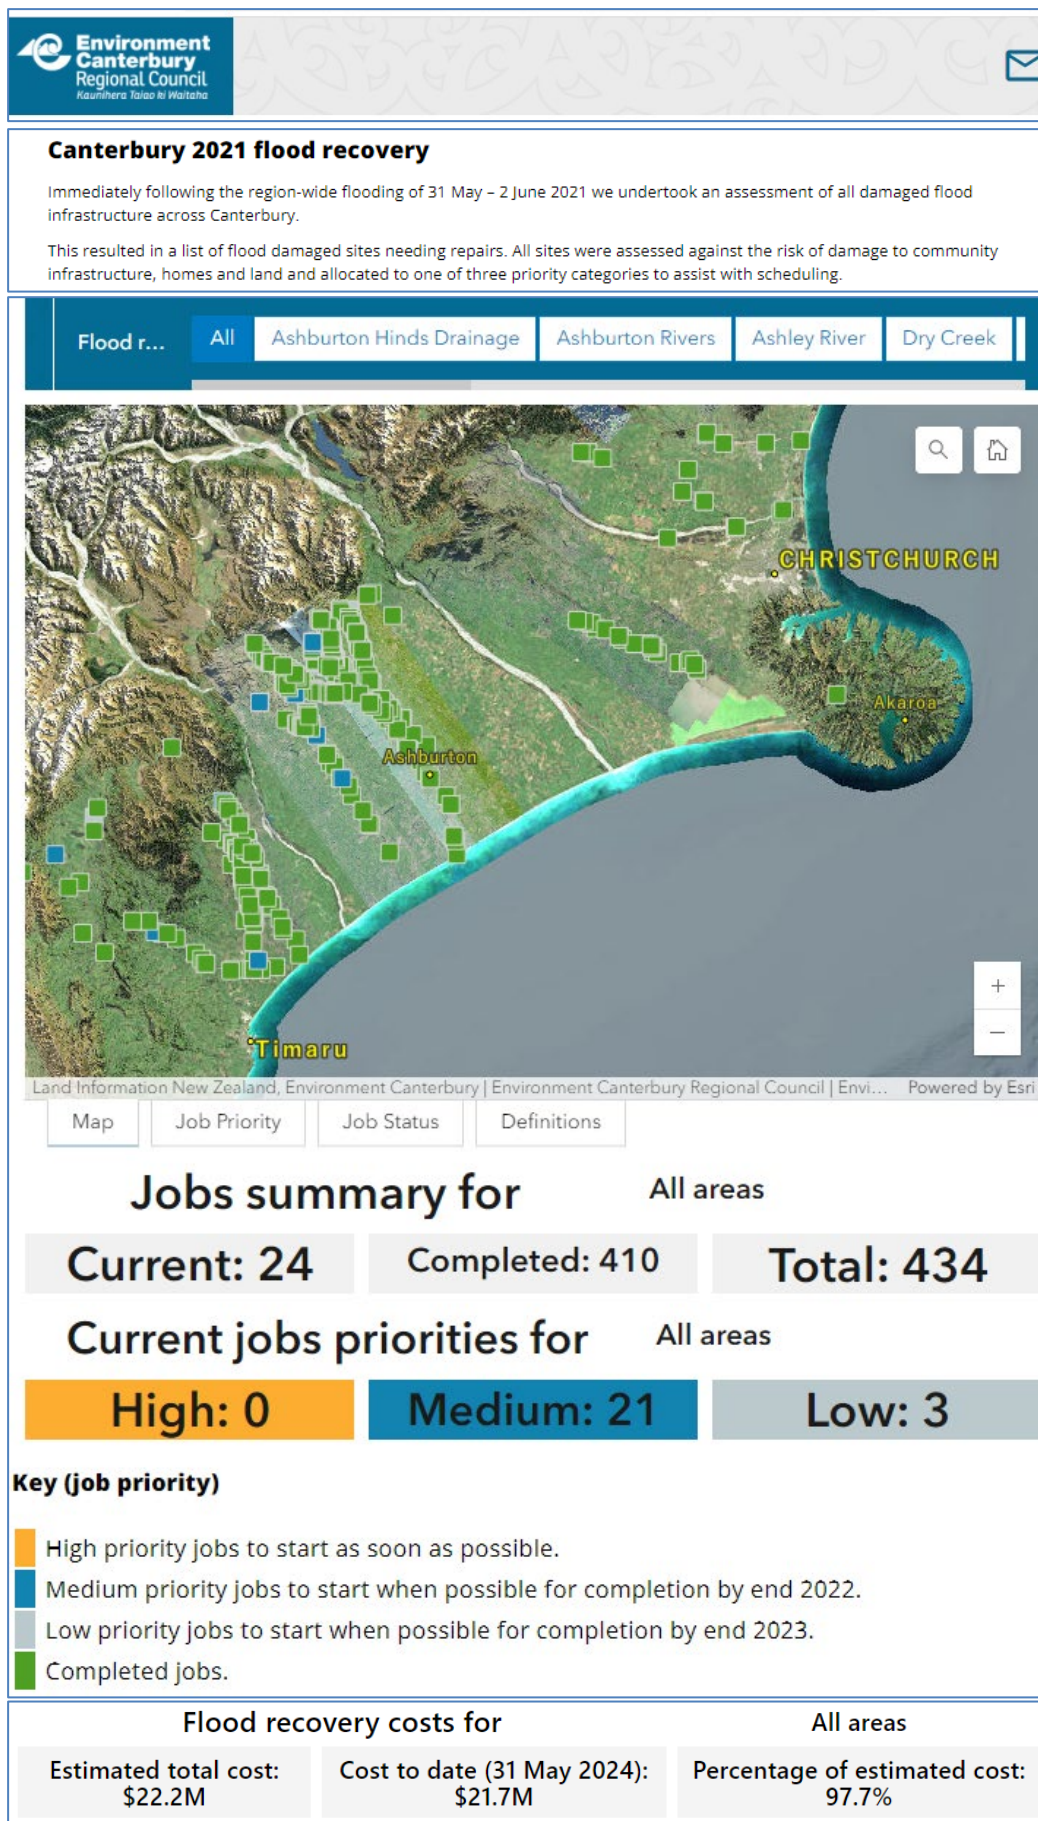 Environment
Canterbury
Regional Council
Kaunihera Taiao ki Waitaha
Canterbury 2021 flood recovery
Immediately following the region-wide flooding of 31 May – 2 June 2021 we undertook an assessment of all damaged flood
infrastructure across Canterbury.
This resulted in a list of flood damaged sites needing repairs. All sites were assessed against the risk of damage to community
infrastructure, homes and land and allocated to one of three priority categories to assist with scheduling.
Flood r... All Ashburton Hinds Drainage Ashburton Rivers Ashley River Dry Creek
CHRISTCHURCH
Akaroa
Ashburton
+
−
Timaru
Land Information New Zealand, Environment Canterbury | Environment Canterbury Regional Council | Envi... Powered by Esri
Map Job Priority Job Status Definitions
Jobs summary for All areas
Current: 24 Completed: 410 Total: 434
Current jobs priorities for All areas
High: 0 Medium: 21 Low: 3
Key (job priority)
High priority jobs to start as soon as possible.
Medium priority jobs to start when possible for completion by end 2022.
Low priority jobs to start when possible for completion by end 2023.
Completed jobs.
Flood recovery costs for All areas
Estimated total cost: Cost to date (31 May 2024): Percentage of estimated cost:
$22.2M $21.7M 97.7%